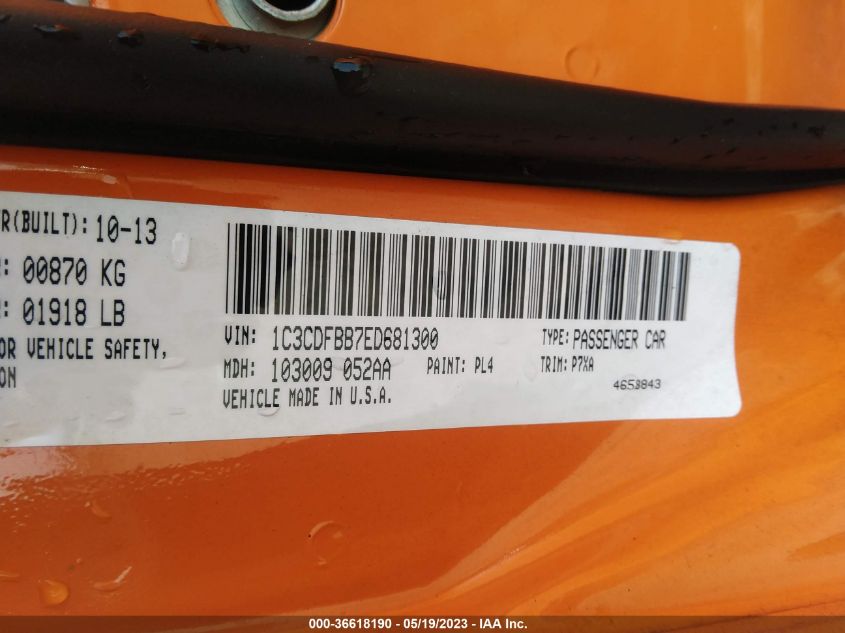 R(BUILT): 10-13
: 00870 KG
: 01918 LB
OR VEHICLE SAFETY,
ON
VIN: 1C3CDFBB7ED681300 TYPE: PASSENGER CAR
MDH: 103009 052AA PAINT: PL4 TRIM: P7XA
VEHICLE MADE IN U.S.A.
000-36618190 - 05/19/2023 - IAA Inc.